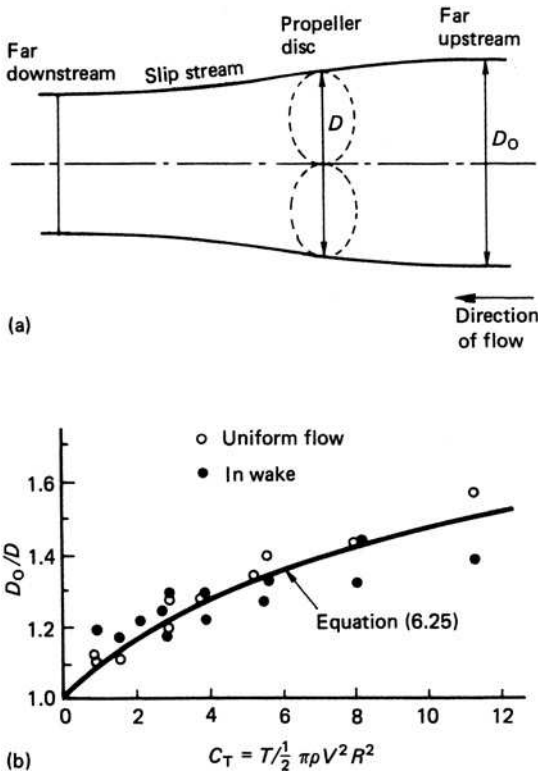 Far
downstream
Slip stream
Propeller
disc
Far
upstream
D
D₀
Direction
of flow
(a)
Uniform flow
In wake
D₀/D
1.6
1.4
1.2
1.0
Equation (6.25)
0 2 4 6 8 10 12
(b)
C_T = T/½ πρV²R²